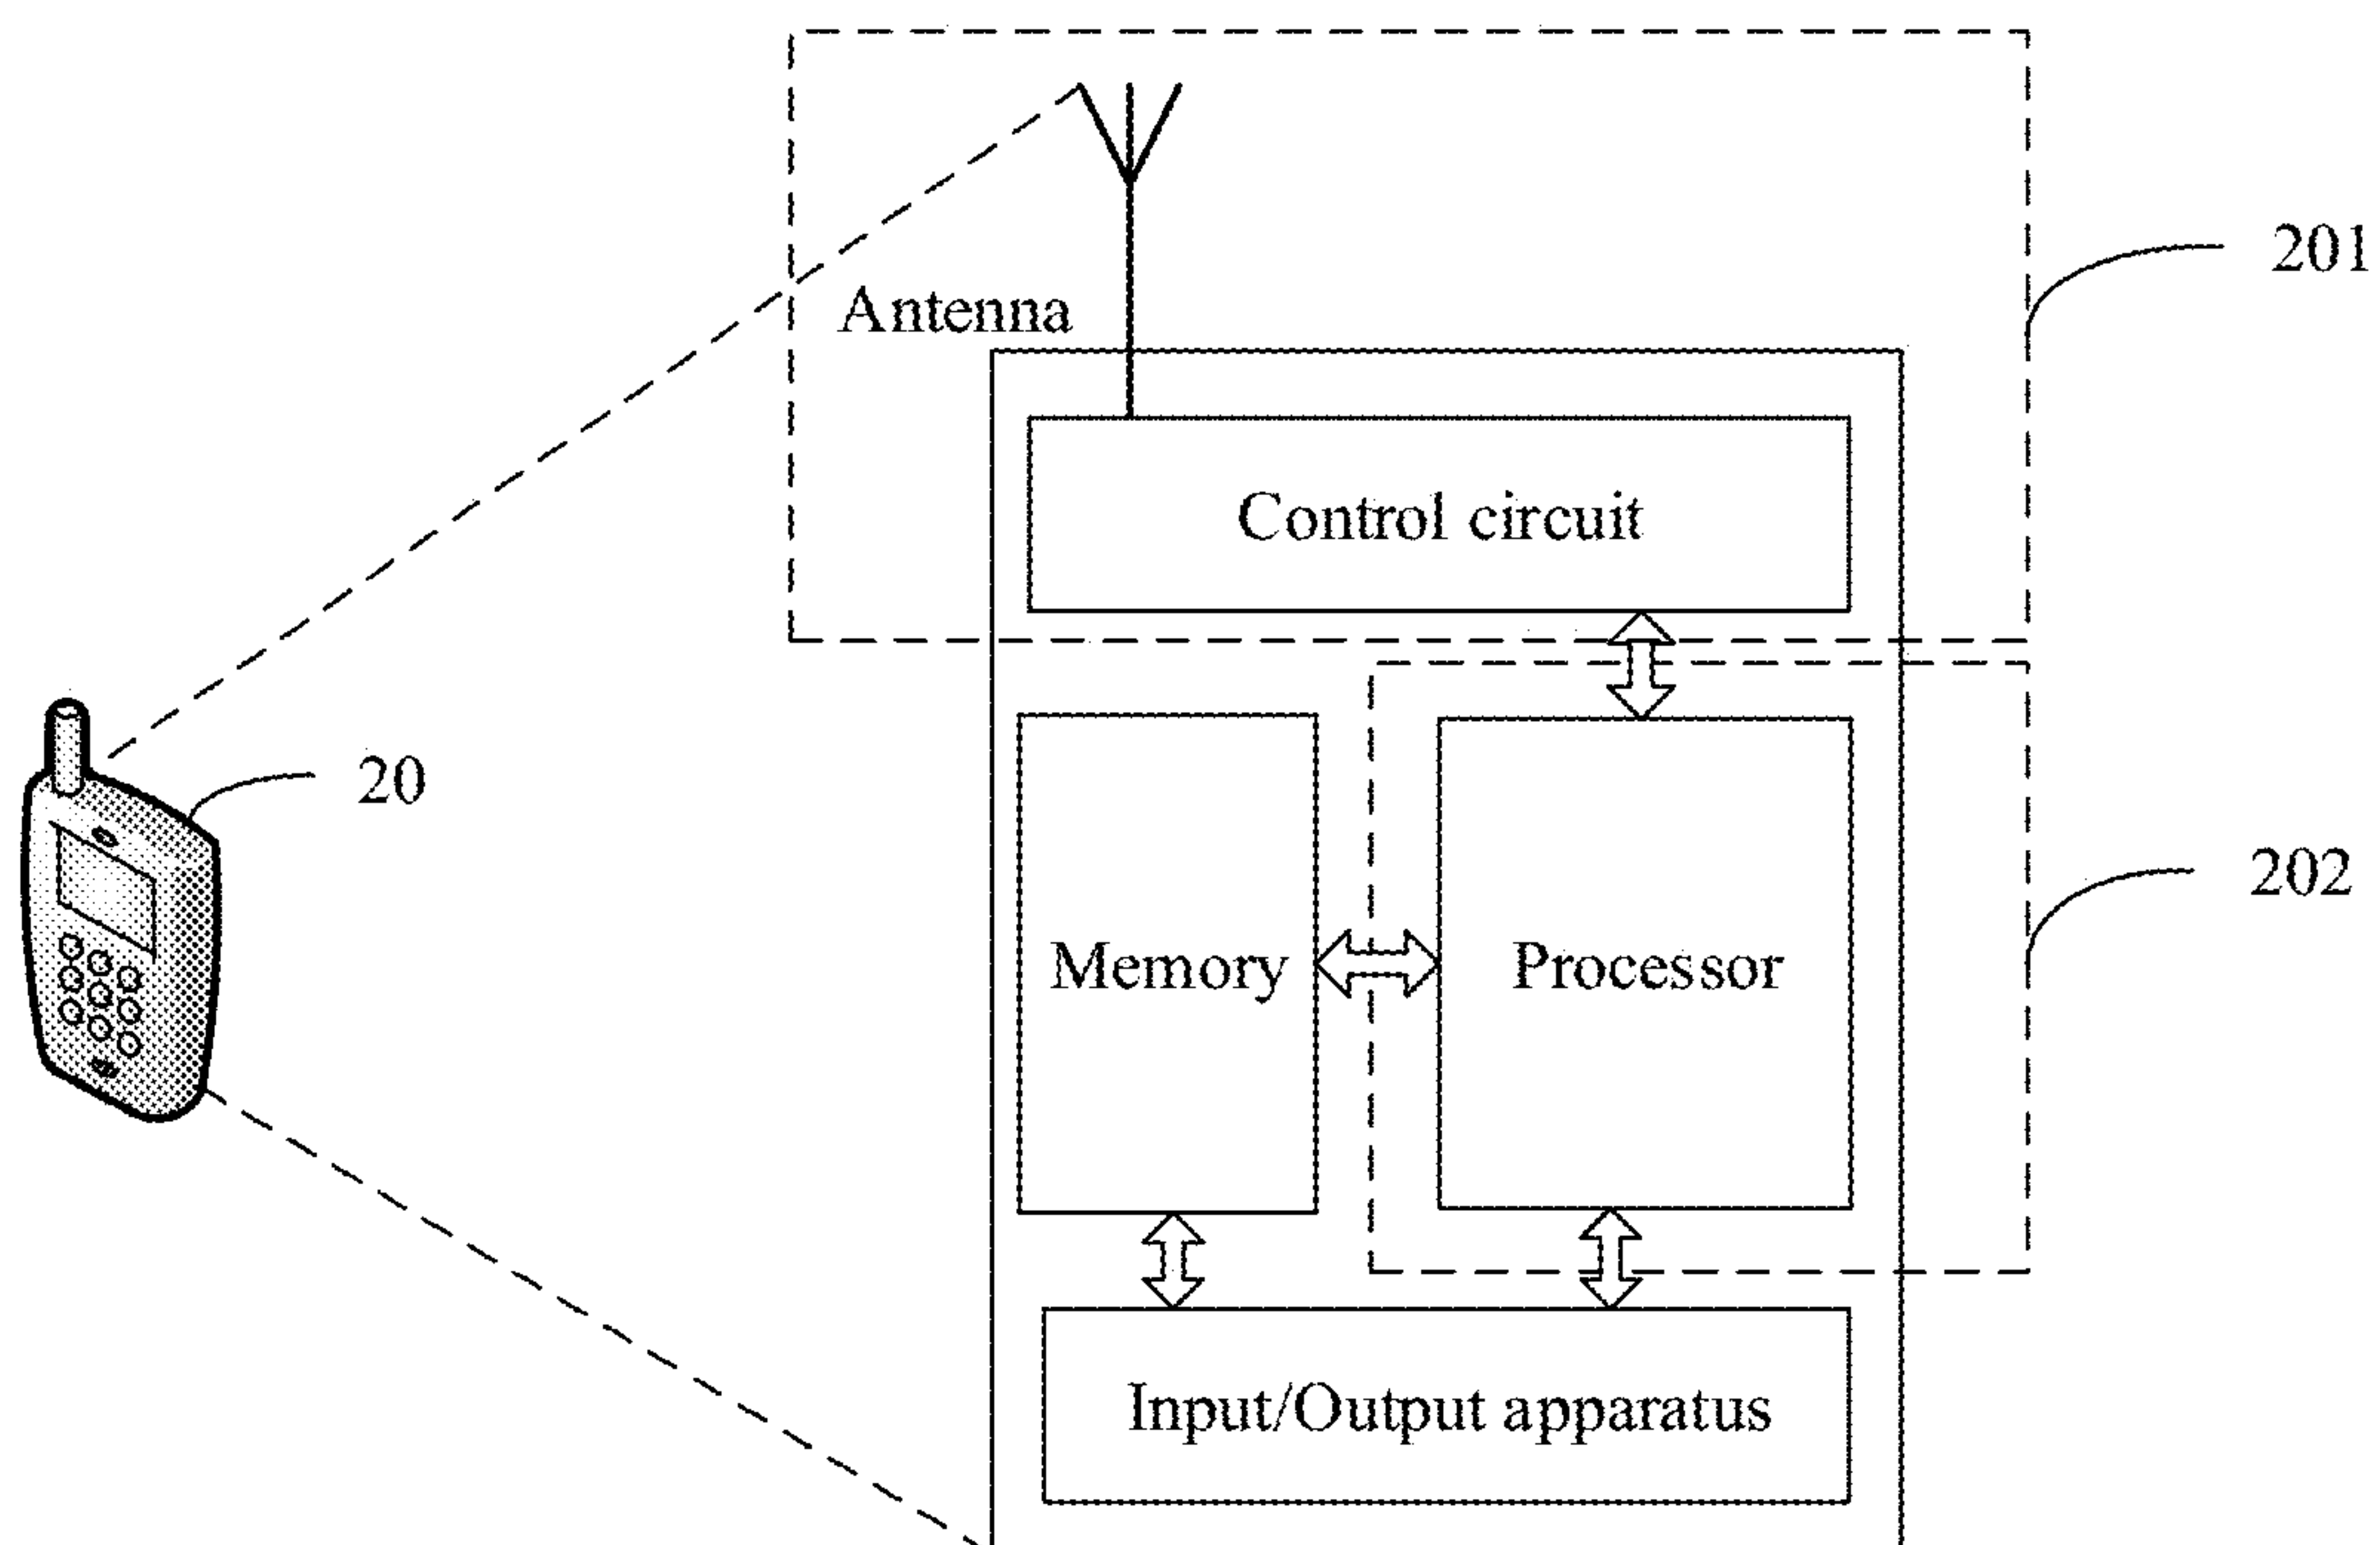 201
Antenna
Control circuit
20
202
Memory
Processor
Input/Output apparatus